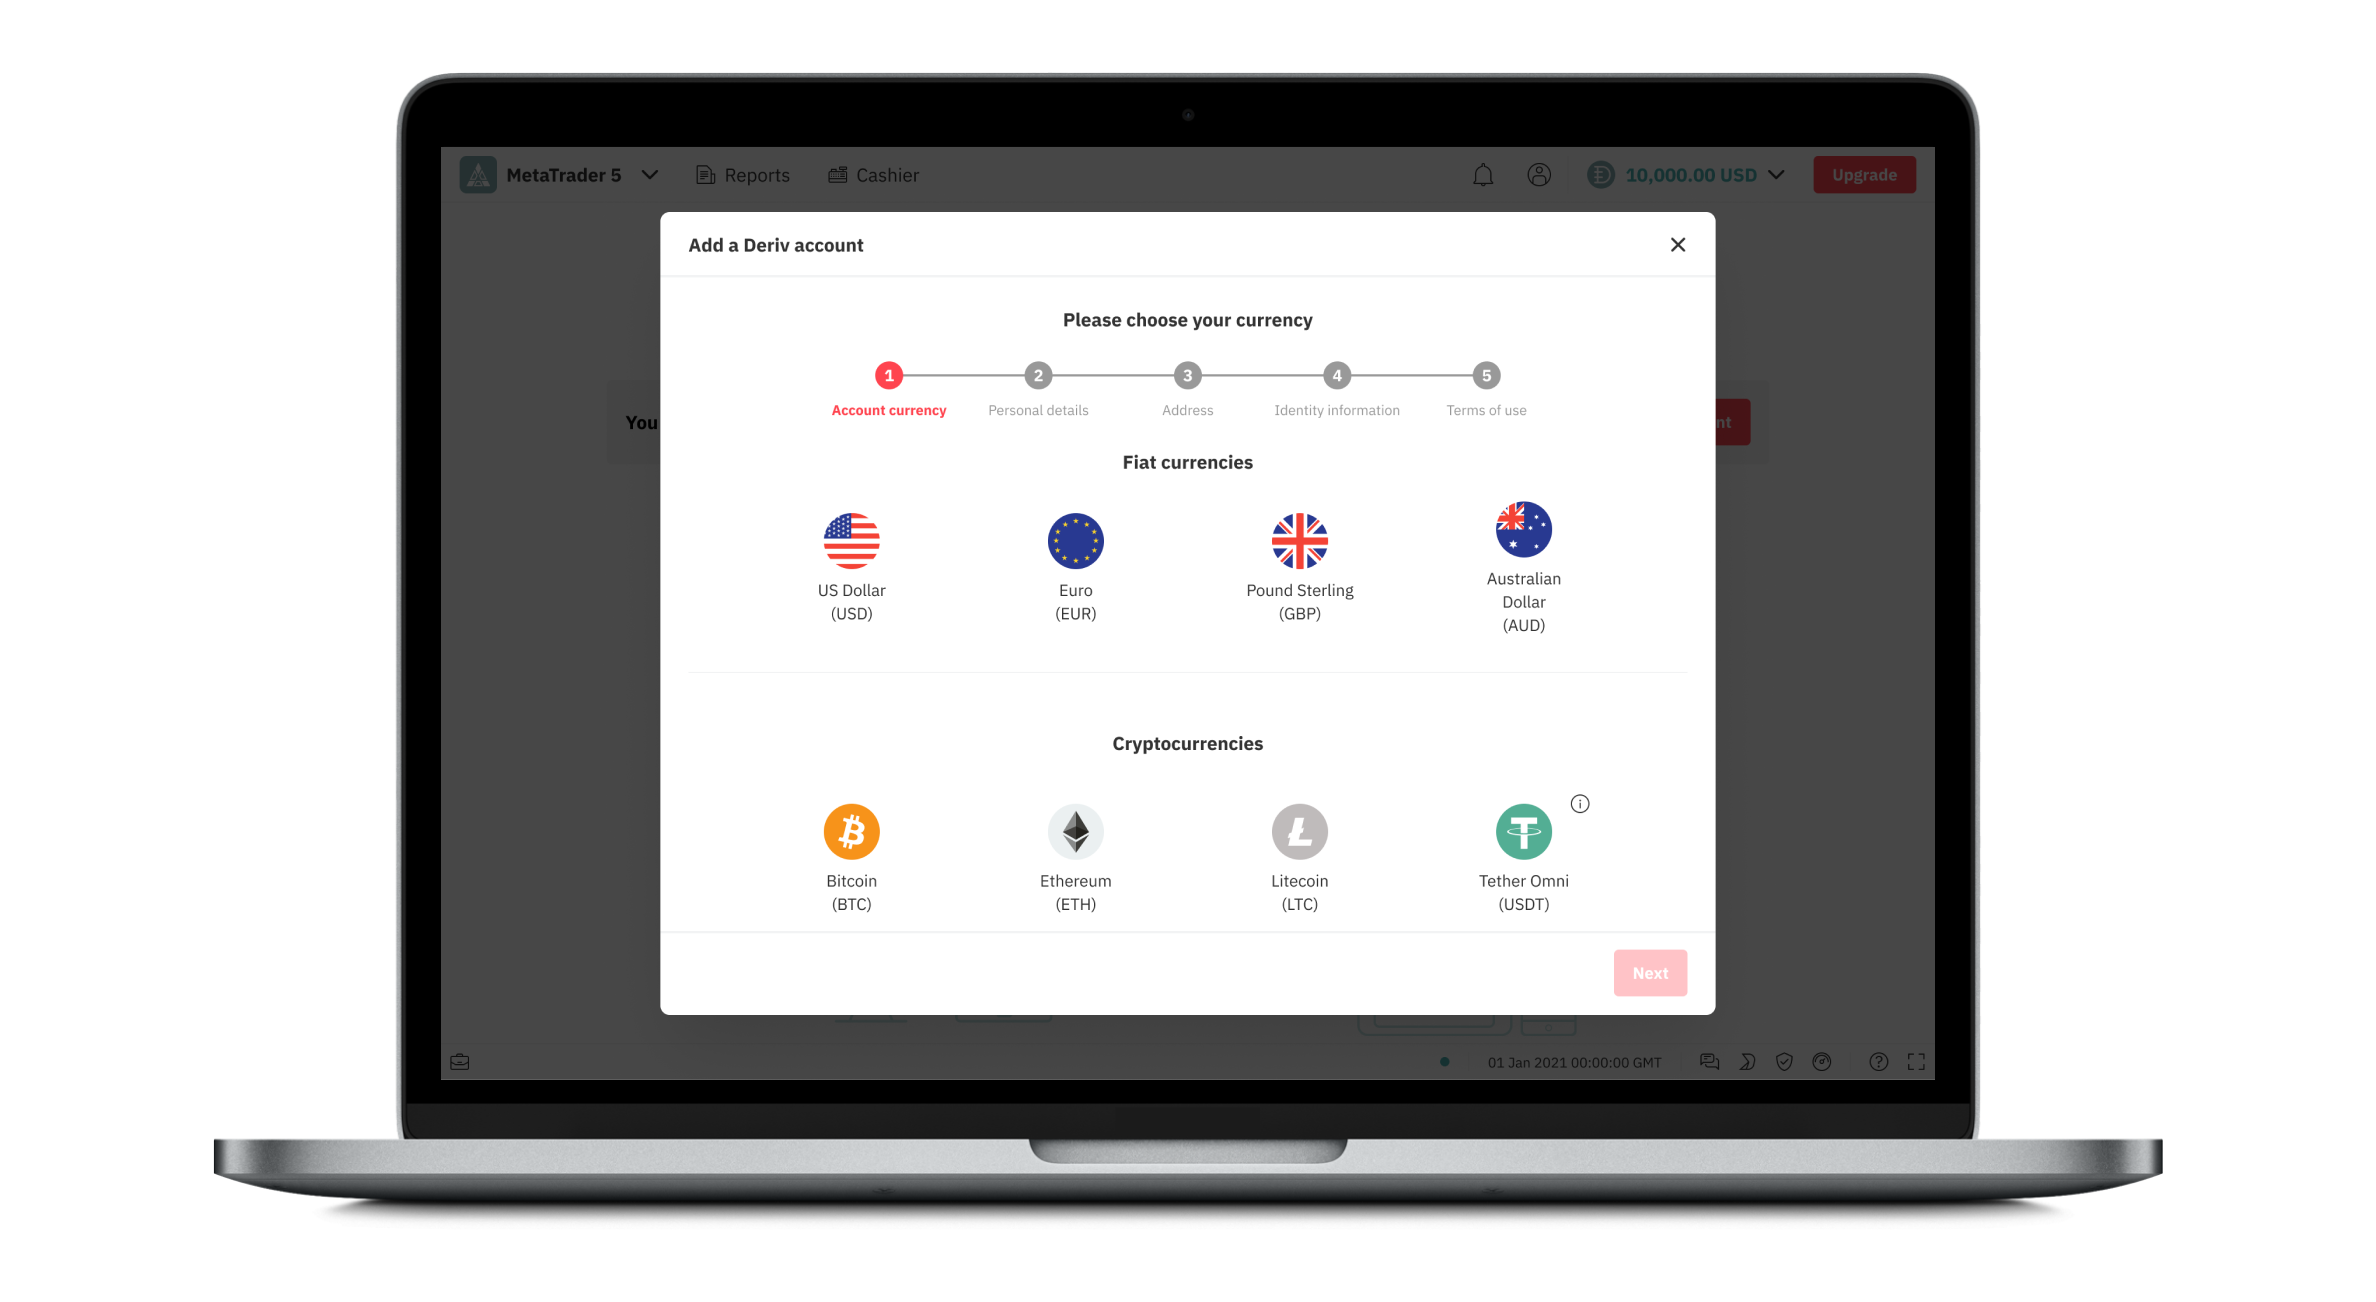 MetaTrader 5
Reports
Cashier
10,000.00 USD
Upgrade
Add a Deriv account
Please choose your currency
1
2
3
4
5
Account currency
Personal details
Address
Identity information
Terms of use
You
nt
Fiat currencies
US Dollar
(USD)
Euro
(EUR)
Pound Sterling
(GBP)
Australian
Dollar
(AUD)
Cryptocurrencies
Bitcoin
(BTC)
Ethereum
(ETH)
Litecoin
(LTC)
Tether Omni
(USDT)
Next
01 Jan 2021 00:00:00 GMT